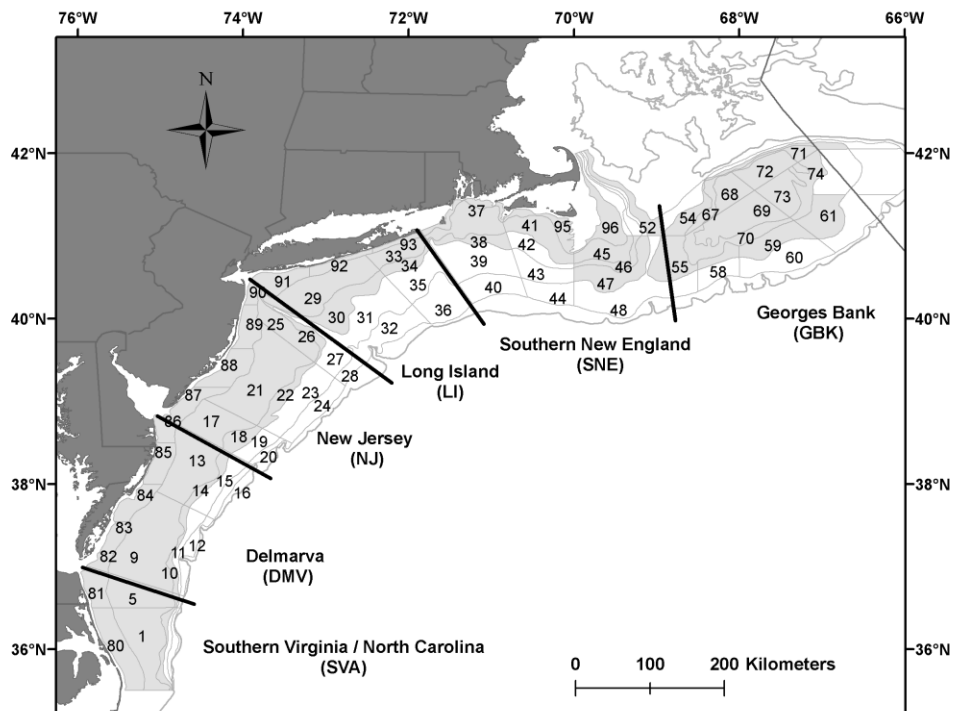 76°W 74°W 72°W 70°W 68°W 66°W
N
42°N 42°N
71
72 74
68 73
37 67 69 61
54
41 95 96 52
93 38 42 70 59
92 33 34 39 45 46 55 58 60
91 35 43 47
90 29 40 44
30 31 36 48
40°N 40°N
89 25 26 32
Georges Bank
(GBK)
Southern New England
(SNE)
27
88 28
Long Island
(LI)
87 21 22 23 24
86 17
New Jersey
(NJ)
18 19
85 13 20
38°N 38°N
84 14 15 16
83
82 9 11 12
Delmarva
(DMV)
10
81 5
80 1
36°N 36°N
Southern Virginia / North Carolina
(SVA)
0 100 200 Kilometers